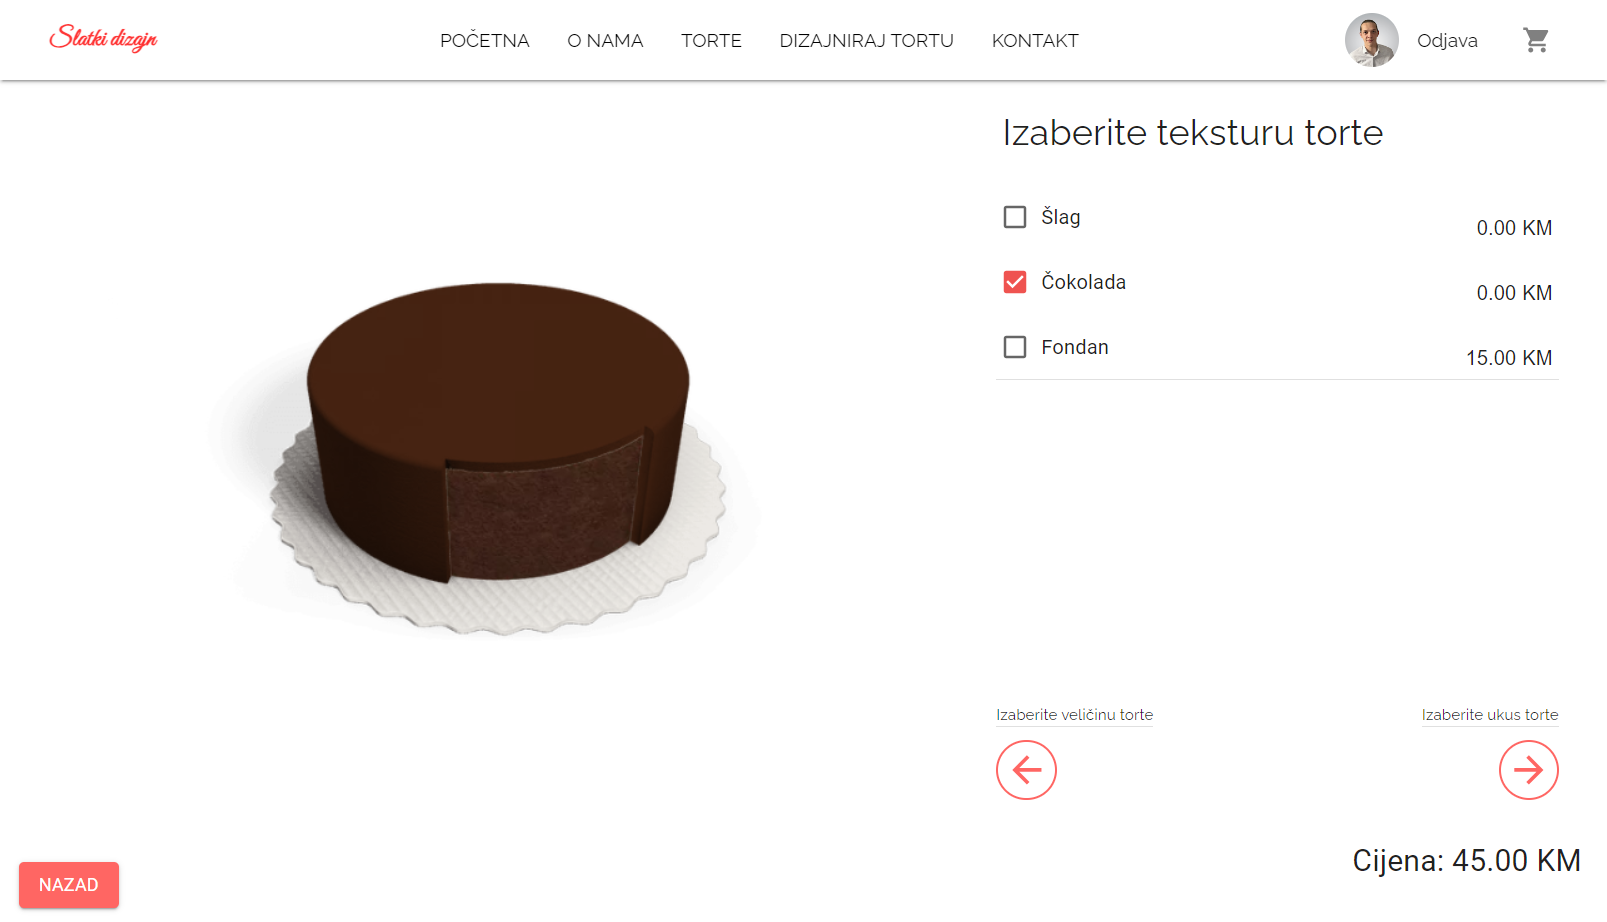 Slatki dizajn
POČETNA O NAMA TORTE DIZAJNIRAJ TORTU KONTAKT
Odjava
Izaberite teksturu torte
Šlag 0.00 KM
Čokolada 0.00 KM
Fondan 15.00 KM
Izaberite veličinu torte Izaberite ukus torte
Cijena: 45.00 KM
NAZAD